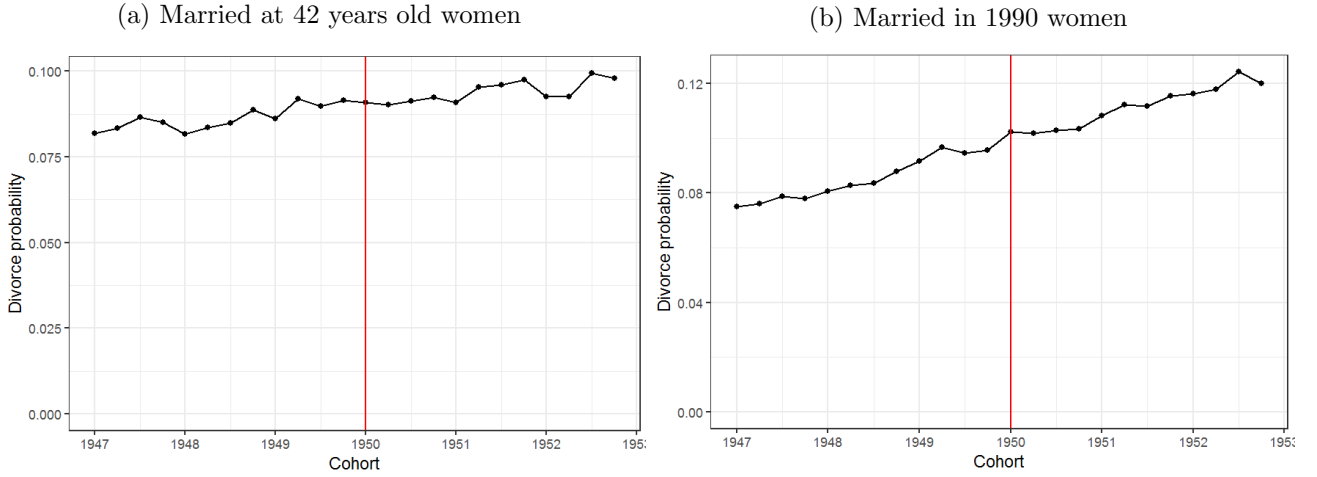 (a) Married at 42 years old women
0.100
0.075
0.050
0.025
0.000
Divorce probability
1947 1948 1949 1950 1951 1952 1953
Cohort
(b) Married in 1990 women
0.12
0.08
0.04
0.00
Divorce probability
1947 1948 1949 1950 1951 1952 1953
Cohort